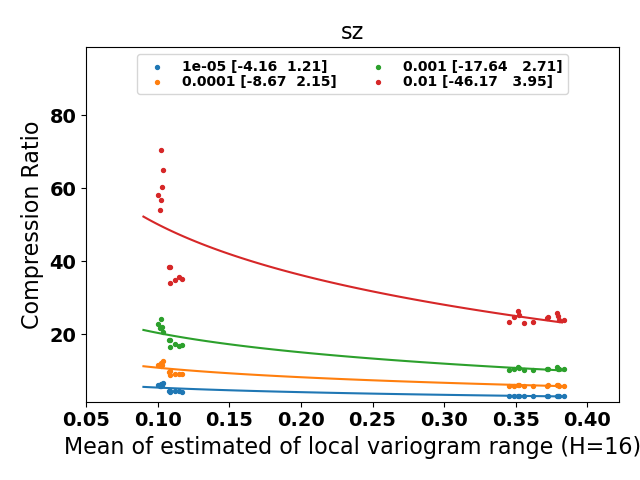 sz
1e-05 [-4.16  1.21]
0.0001 [-8.67  2.15]
0.001 [-17.64   2.71]
0.01 [-46.17   3.95]
Compression Ratio
80
60
40
20
0.05 0.10 0.15 0.20 0.25 0.30 0.35 0.40
Mean of estimated of local variogram range (H=16)